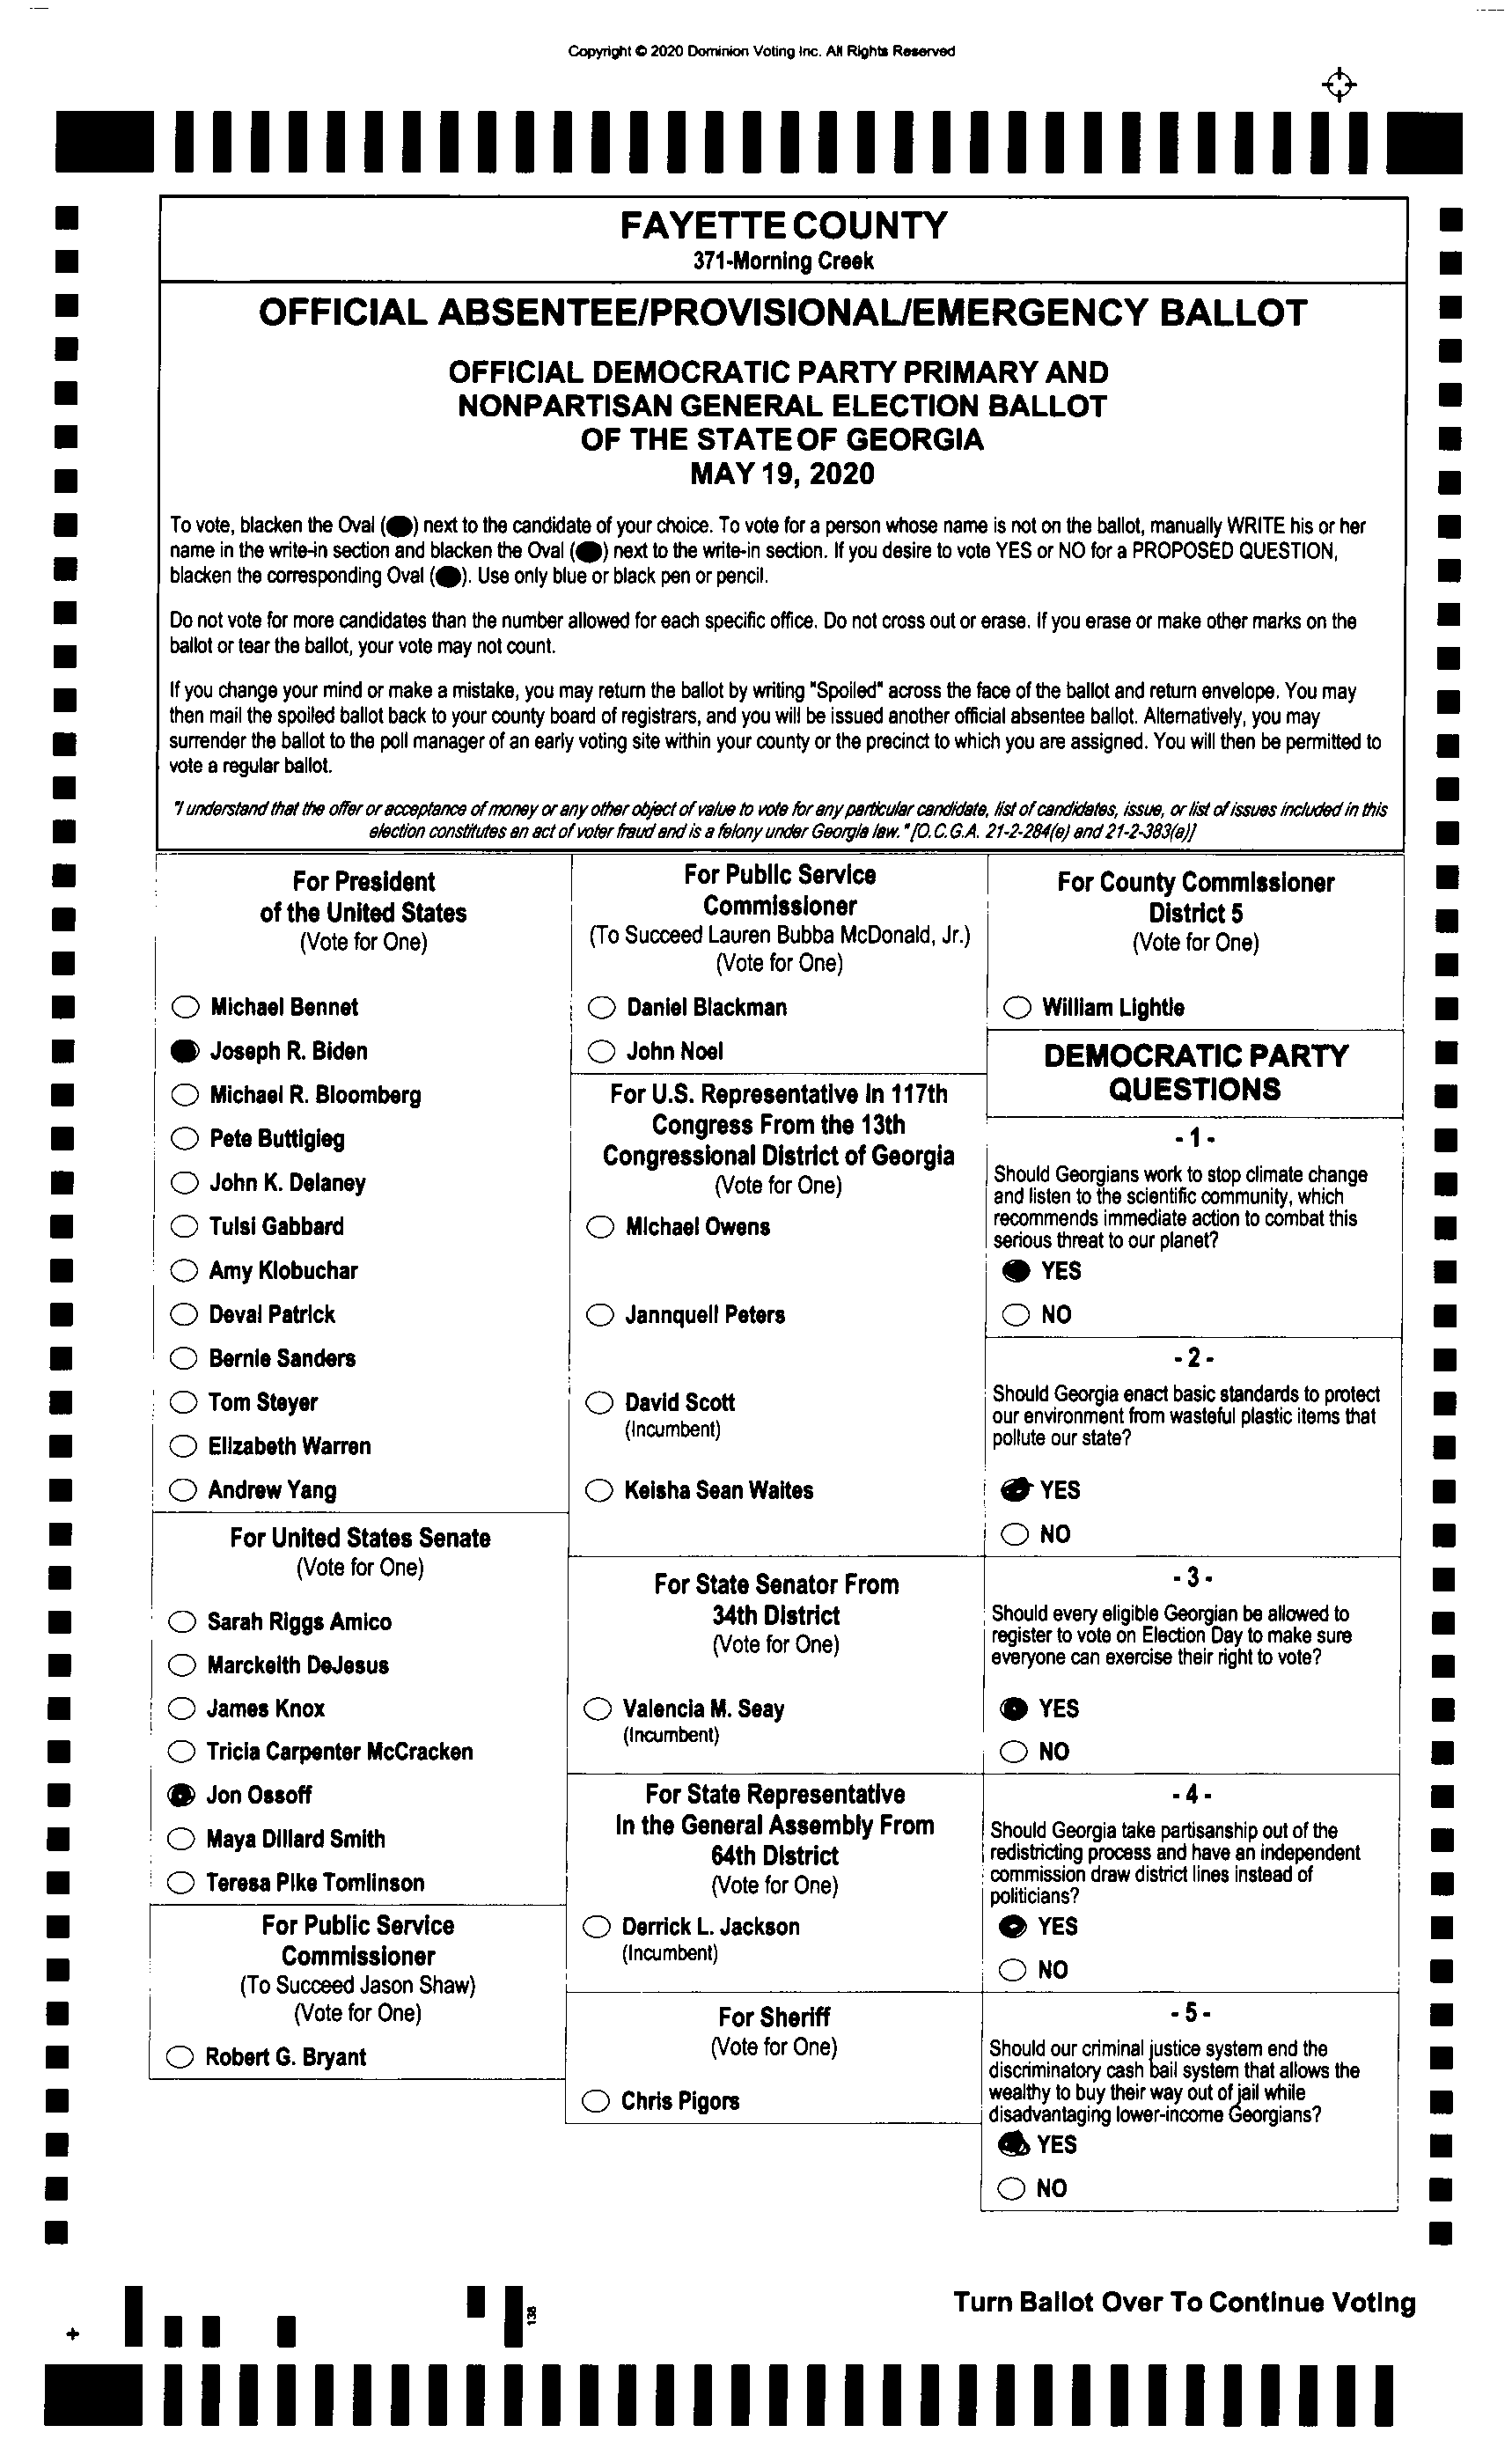 Copyright © 2020 Dominion Voting Inc. All Rights Reserved
FAYETTE COUNTY
371-Morning Creek
OFFICIAL ABSENTEE/PROVISIONAL/EMERGENCY BALLOT
OFFICIAL DEMOCRATIC PARTY PRIMARY AND
NONPARTISAN GENERAL ELECTION BALLOT
OF THE STATE OF GEORGIA
MAY 19, 2020
To vote, blacken the Oval ( ) next to the candidate of your choice. To vote for a person whose name is not on the ballot, manually WRITE his or her
name in the write-in section and blacken the Oval ( ) next to the write-in section. If you desire to vote YES or NO for a PROPOSED QUESTION,
blacken the corresponding Oval ( ). Use only blue or black pen or pencil.
Do not vote for more candidates than the number allowed for each specific office. Do not cross out or erase. If you erase or make other marks on the
ballot or tear the ballot, your vote may not count.
If you change your mind or make a mistake, you may return the ballot by writing "Spoiled" across the face of the ballot and return envelope. You may
then mail the spoiled ballot back to your county board of registrars, and you will be issued another official absentee ballot. Alternatively, you may
surrender the ballot to the poll manager of an early voting site within your county or the precinct to which you are assigned. You will then be permitted to
vote a regular ballot.
"I understand that the offer or acceptance of money or any other object of value to vote for any particular candidate, list of candidates, issue, or list of issues included in this
election constitutes an act of voter fraud and is a felony under Georgia law." [O.C.G.A. 21-2-284(e) and 21-2-383(a)]
For President
of the United States
(Vote for One)
Michael Bennet
Joseph R. Biden
Michael R. Bloomberg
Pete Buttigieg
John K. Delaney
Tulsi Gabbard
Amy Klobuchar
Deval Patrick
Bernie Sanders
Tom Steyer
Elizabeth Warren
Andrew Yang
For United States Senate
(Vote for One)
Sarah Riggs Amico
Marckeith DeJesus
James Knox
Tricia Carpenter McCracken
Jon Ossoff
Maya Dillard Smith
Teresa Pike Tomlinson
For Public Service
Commissioner
(To Succeed Jason Shaw)
(Vote for One)
Robert G. Bryant
For Public Service
Commissioner
(To Succeed Lauren Bubba McDonald, Jr.)
(Vote for One)
Daniel Blackman
John Noel
For U.S. Representative in 117th
Congress From the 13th
Congressional District of Georgia
(Vote for One)
Michael Owens
Jannquell Peters
David Scott
(Incumbent)
Keisha Sean Waites
For State Senator From
34th District
(Vote for One)
Valencia M. Seay
(Incumbent)
For State Representative
In the General Assembly From
64th District
(Vote for One)
Derrick L. Jackson
(Incumbent)
For Sheriff
(Vote for One)
Chris Pigors
For County Commissioner
District 5
(Vote for One)
William Lightle
DEMOCRATIC PARTY
QUESTIONS
- 1 -
Should Georgians work to stop climate change
and listen to the scientific community, which
recommends immediate action to combat this
serious threat to our planet?
YES
NO
- 2 -
Should Georgia enact basic standards to protect
our environment from wasteful plastic items that
pollute our state?
YES
NO
- 3 -
Should every eligible Georgian be allowed to
register to vote on Election Day to make sure
everyone can exercise their right to vote?
YES
NO
- 4 -
Should Georgia take partisanship out of the
redistricting process and have an independent
commission draw district lines instead of
politicians?
YES
NO
- 5 -
Should our criminal justice system end the
discriminatory cash bail system that allows the
wealthy to buy their way out of jail while
disadvantaging lower-income Georgians?
YES
NO
Turn Ballot Over To Continue Voting
138